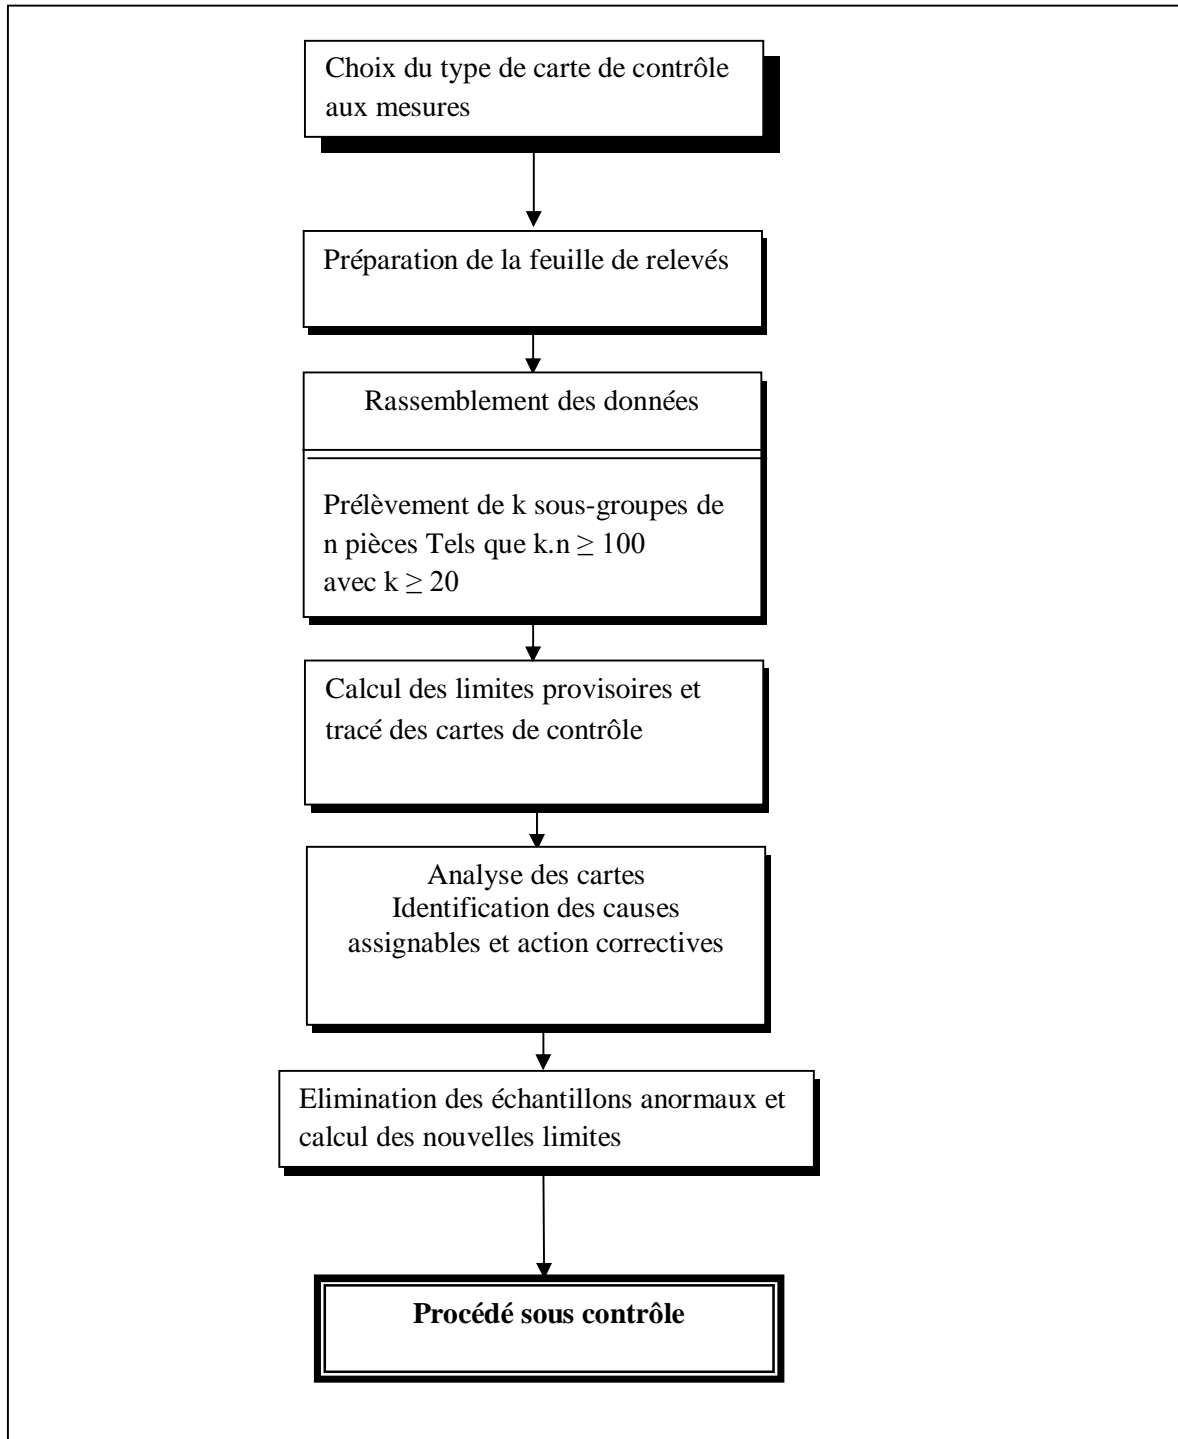 Choix du type de carte de contrôle
aux mesures
Préparation de la feuille de relevés
Rassemblement des données
Prélèvement de k sous-groupes de
n pièces Tels que k.n ≥ 100
avec k ≥ 20
Calcul des limites provisoires et
tracé des cartes de contrôle
Analyse des cartes
Identification des causes
assignables et action correctives
Elimination des échantillons anormaux et
calcul des nouvelles limites
Procédé sous contrôle